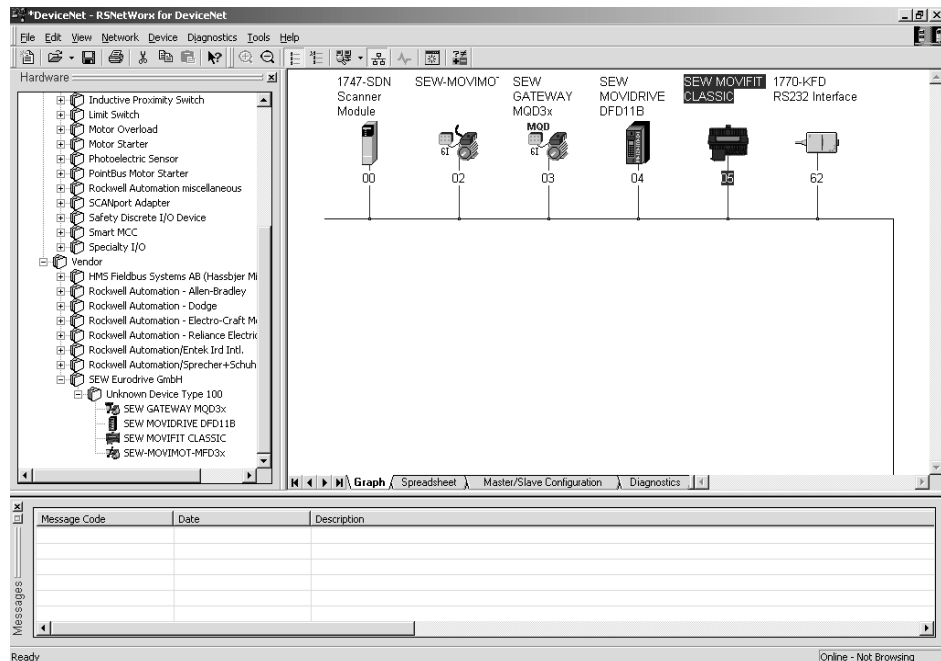 *DeviceNet - RSNetWorx for DeviceNet
File Edit View Network Device Diagnostics Tools Help
Hardware
Inductive Proximity Switch
Limit Switch
Motor Overload
Motor Starter
Photoelectric Sensor
PointBus Motor Starter
Rockwell Automation miscellaneous
SCANport Adapter
Safety Discrete I/O Device
Smart MCC
Specialty I/O
Vendor
HMS Fieldbus Systems AB (Hassbjer Mi
Rockwell Automation - Allen-Bradley
Rockwell Automation - Dodge
Rockwell Automation - Electro-Craft M
Rockwell Automation - Reliance Electric
Rockwell Automation/Entek Ird Intl.
Rockwell Automation/Sprecher+Schuh
SEW Eurodrive GmbH
Unknown Device Type 100
SEW GATEWAY MQD3x
SEW MOVIDRIVE DFD11B
SEW MOVIFIT CLASSIC
SEW-MOVIMOT-MFD3x
1747-SDN
Scanner
Module
00
SEW-MOVIMO
61
02
SEW
GATEWAY
MQD3x
MQD
61
03
SEW
MOVIDRIVE
DFD11B
04
SEW MOVIFIT
CLASSIC
05
1770-KFD
RS232 Interface
62
Graph Spreadsheet Master/Slave Configuration Diagnostics
Messages
Message Code Date Description
Ready Online - Not Browsing